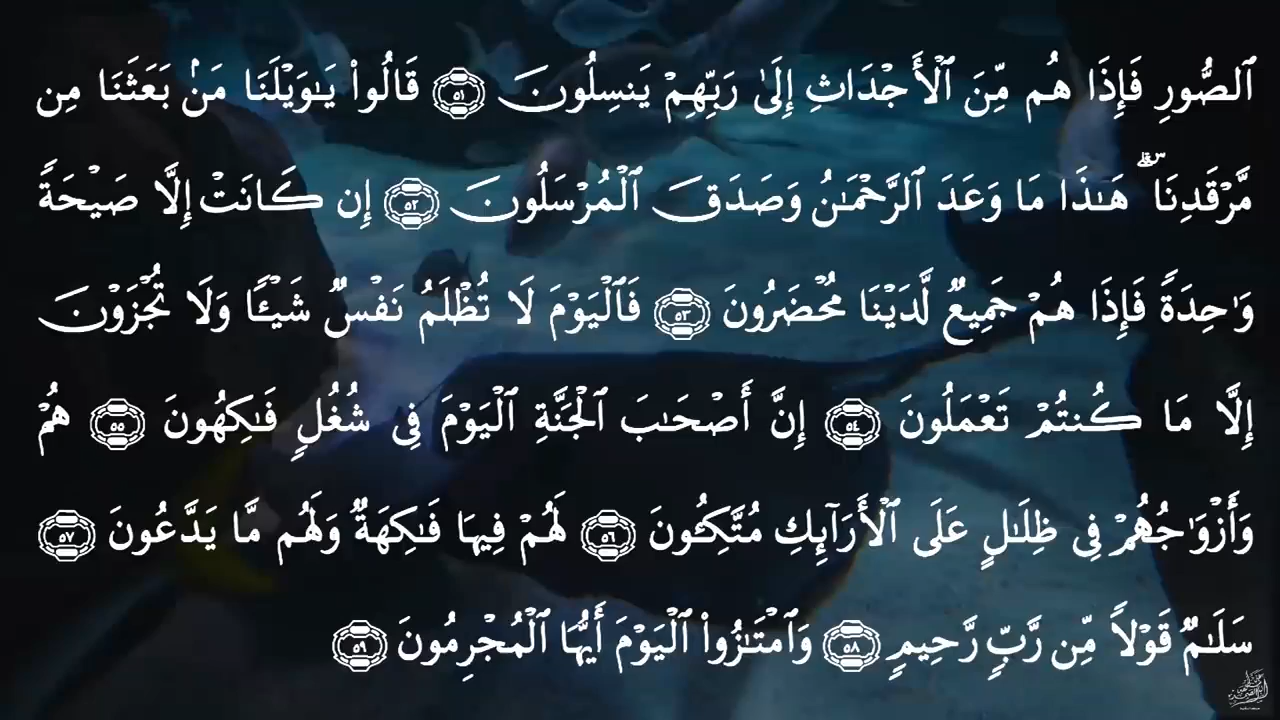 ٱلصُّورِ فَإِذَا هُم مِّنَ ٱلْأَجْدَاثِ إِلَىٰ رَبِّهِمْ يَنسِلُونَ ٥١ قَالُوا۟ يَـٰوَيْلَنَا مَنۢ بَعَثَنَا مِن
مَّرْقَدِنَا ۜ ۗ هَـٰذَا مَا وَعَدَ ٱلرَّحْمَـٰنُ وَصَدَقَ ٱلْمُرْسَلُونَ ٥٢ إِن كَانَتْ إِلَّا صَيْحَةً
وَٰحِدَةً فَإِذَا هُمْ جَمِيعٌ لَّدَيْنَا مُحْضَرُونَ ٥٣ فَٱلْيَوْمَ لَا تُظْلَمُ نَفْسٌ شَيْـًٔا وَلَا تُجْزَوْنَ
إِلَّا مَا كُنتُمْ تَعْمَلُونَ ٥٤ إِنَّ أَصْحَـٰبَ ٱلْجَنَّةِ ٱلْيَوْمَ فِى شُغُلٍ فَـٰكِهُونَ ٥٥ هُمْ
وَأَزْوَٰجُهُمْ فِى ظِلَـٰلٍ عَلَى ٱلْأَرَآئِكِ مُتَّكِـُٔونَ ٥٦ لَهُمْ فِيهَا فَـٰكِهَةٌ وَلَهُم مَّا يَدَّعُونَ ٥٧
سَلَـٰمٌ قَوْلًا مِّن رَّبٍّ رَّحِيمٍ ٥٨ وَٱمْتَـٰزُوا۟ ٱلْيَوْمَ أَيُّهَا ٱلْمُجْرِمُونَ ٥٩